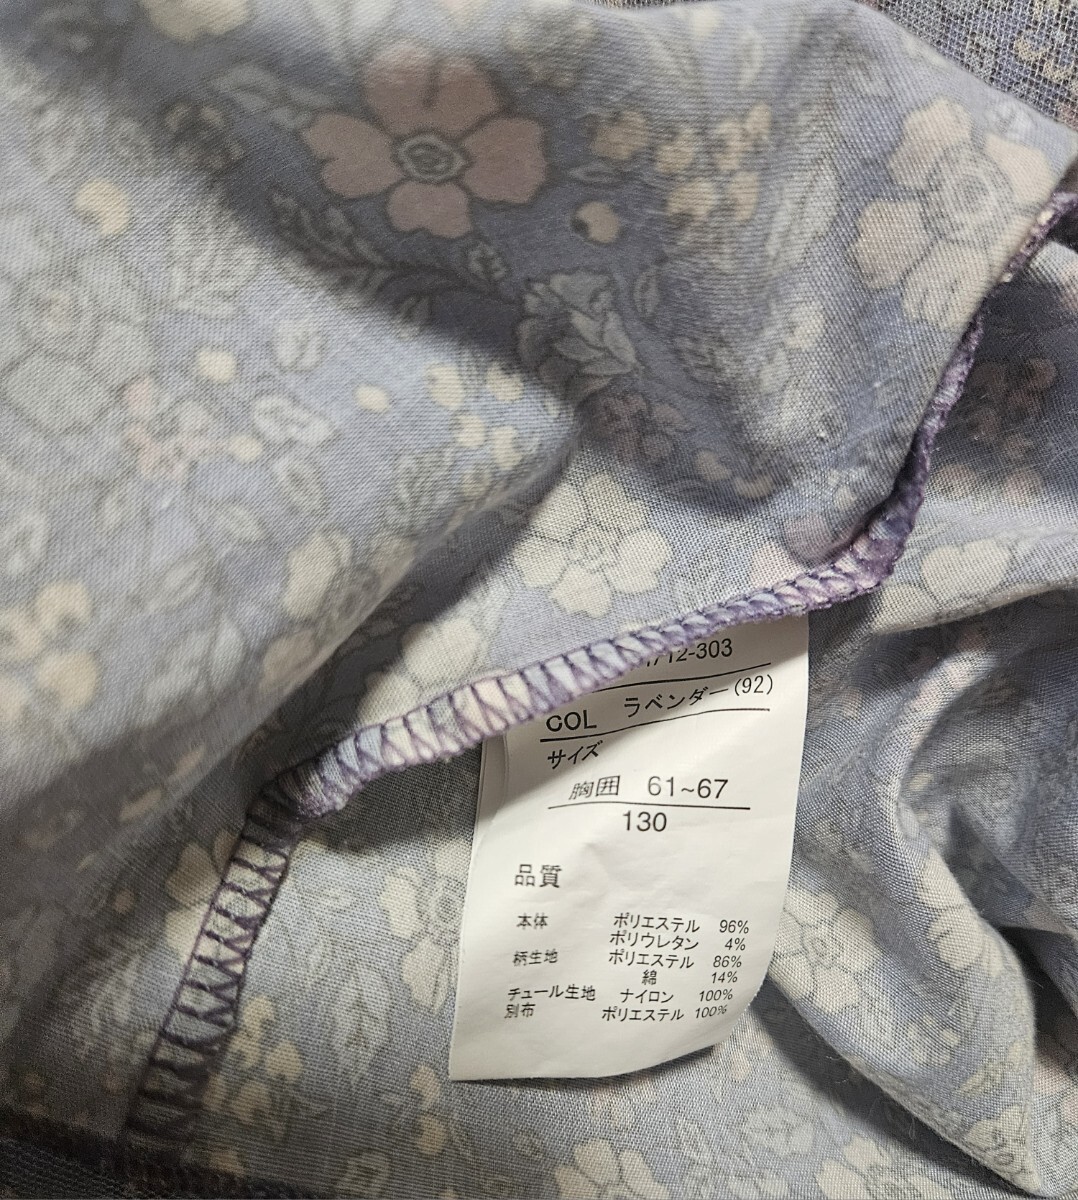 712-303
COL ラベンダー(92)
サイズ
胸囲 61~67
130
品質
本体 ポリエステル 96%
ポリウレタン 4%
柄生地 ポリエステル 86%
綿 14%
チュール生地 ナイロン 100%
別布 ポリエステル 100%